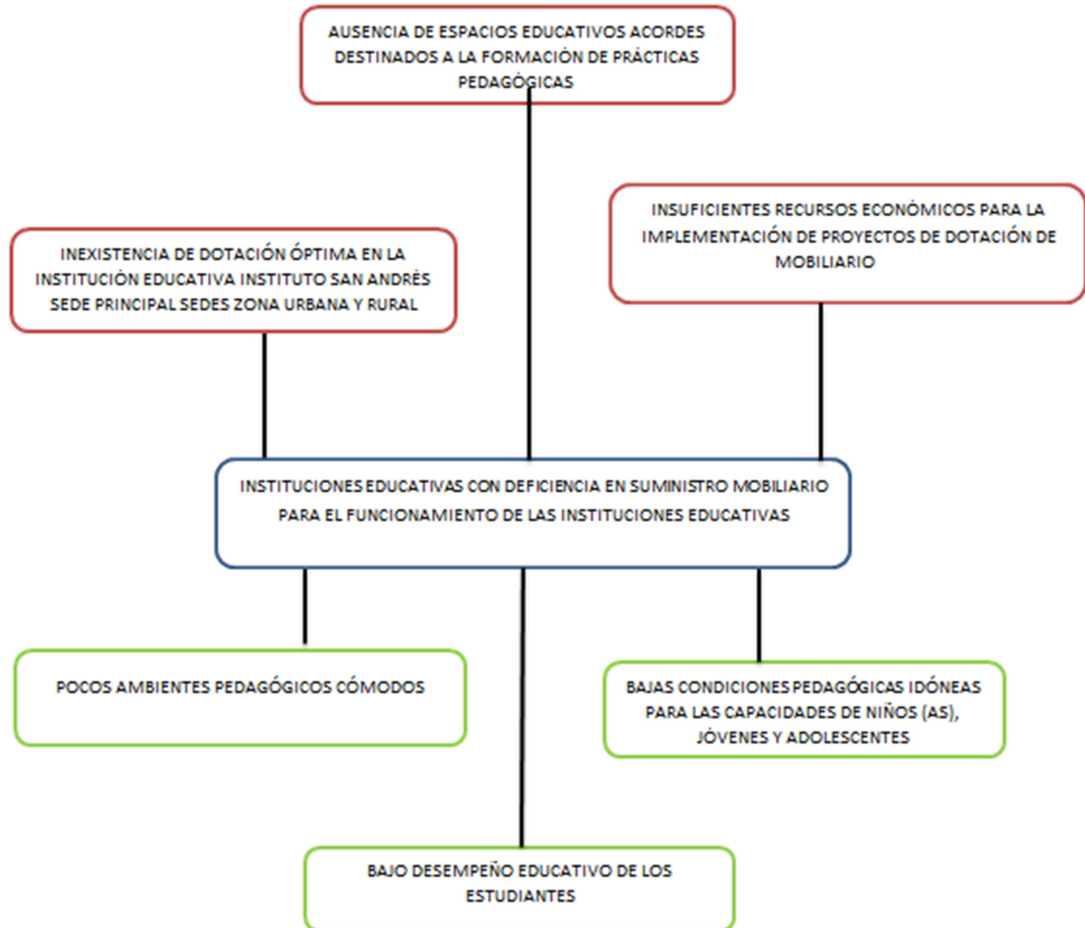 AUSENCIA DE ESPACIOS EDUCATIVOS ACORDES
DESTINADOS A LA FORMACIÓN DE PRÁCTICAS
PEDAGÓGICAS
INSUFICIENTES RECURSOS ECONÓMICOS PARA LA
IMPLEMENTACIÓN DE PROYECTOS DE DOTACIÓN DE
MOBILIARIO
INEXISTENCIA DE DOTACIÓN ÓPTIMA EN LA
INSTITUCIÓN EDUCATIVA INSTITUTO SAN ANDRÉS
SEDE PRINCIPAL SEDES ZONA URBANA Y RURAL
INSTITUCIONES EDUCATIVAS CON DEFICIENCIA EN SUMINISTRO MOBILIARIO
PARA EL FUNCIONAMIENTO DE LAS INSTITUCIONES EDUCATIVAS
POCOS AMBIENTES PEDAGÓGICOS CÓMODOS
BAJAS CONDICIONES PEDAGÓGICAS IDÓNEAS
PARA LAS CAPACIDADES DE NIÑOS (AS),
JÓVENES Y ADOLESCENTES
BAJO DESEMPEÑO EDUCATIVO DE LOS
ESTUDIANTES